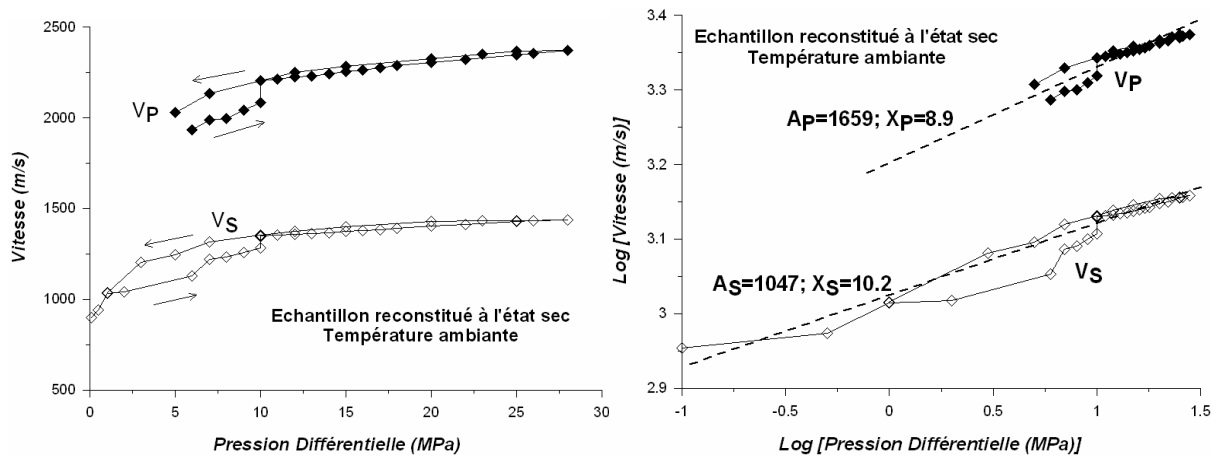 2500
2000
1500
1000
500
Vitesse (m/s)
VP
VS
Echantillon reconstitué à l'état sec
Température ambiante
0
5
10
15
20
25
30
Pression Différentielle (MPa)
3.4
3.3
3.2
3.1
3
2.9
Log [Vitesse (m/s)]
Echantillon reconstitué à l'état sec
Température ambiante
VP
AP=1659; XP=8.9
AS=1047; XS=10.2
VS
-1
-0.5
0
0.5
1
1.5
Log [Pression Différentielle (MPa)]